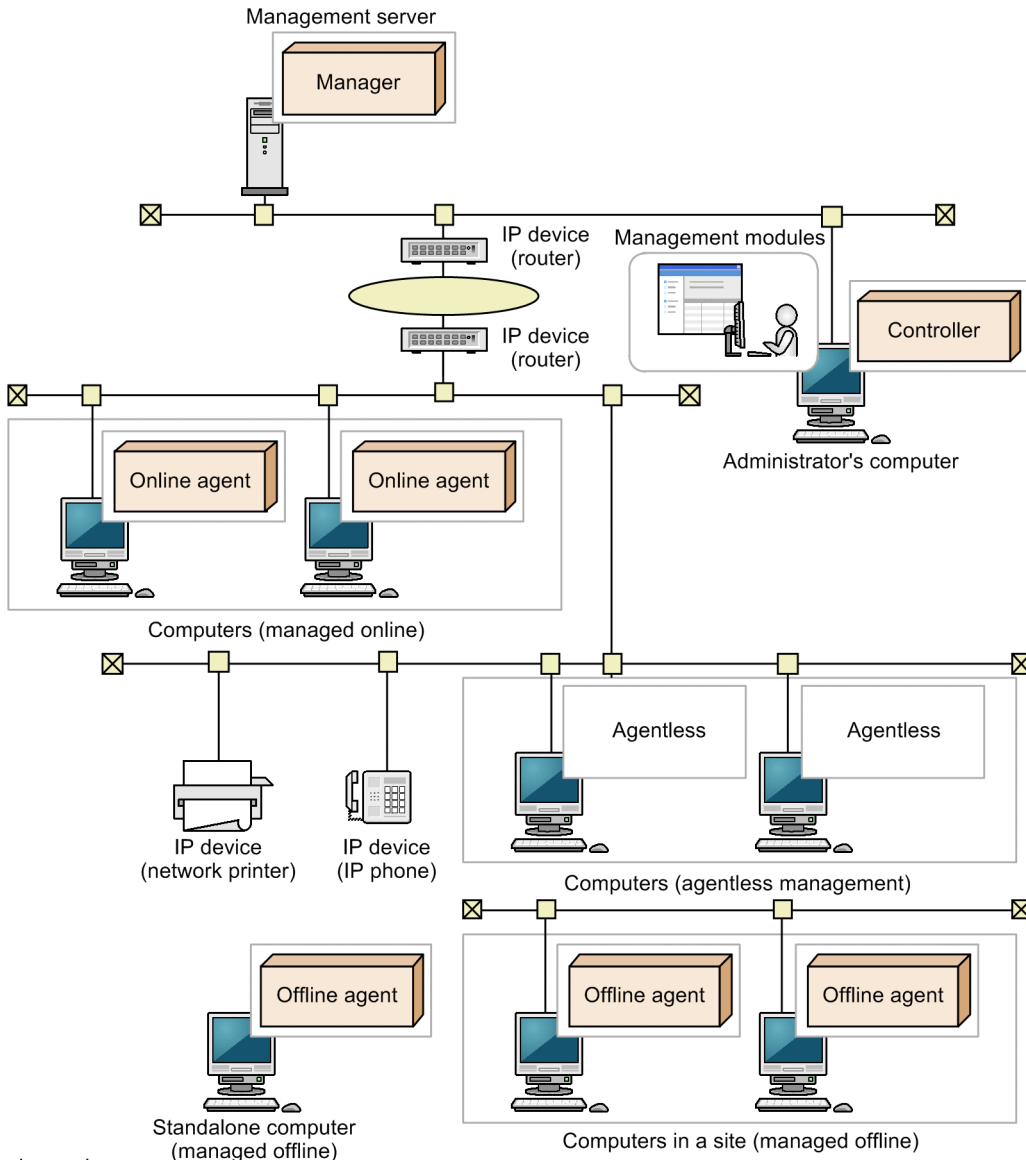 Management server
Manager
IP device
(router)
Management modules
IP device
(router)
Controller
Administrator's computer
Online agent
Online agent
Computers (managed online)
Agentless
Agentless
IP device
(network printer)
IP device
(IP phone)
Computers (agentless management)
Offline agent
Offline agent
Offline agent
Standalone computer
(managed offline)
Computers in a site (managed offline)